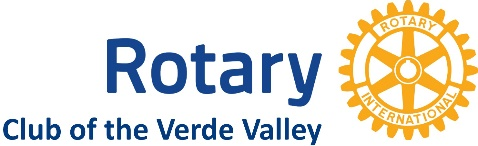 Rotary
Club of the Verde Valley
ROTARY
INTERNATIONAL